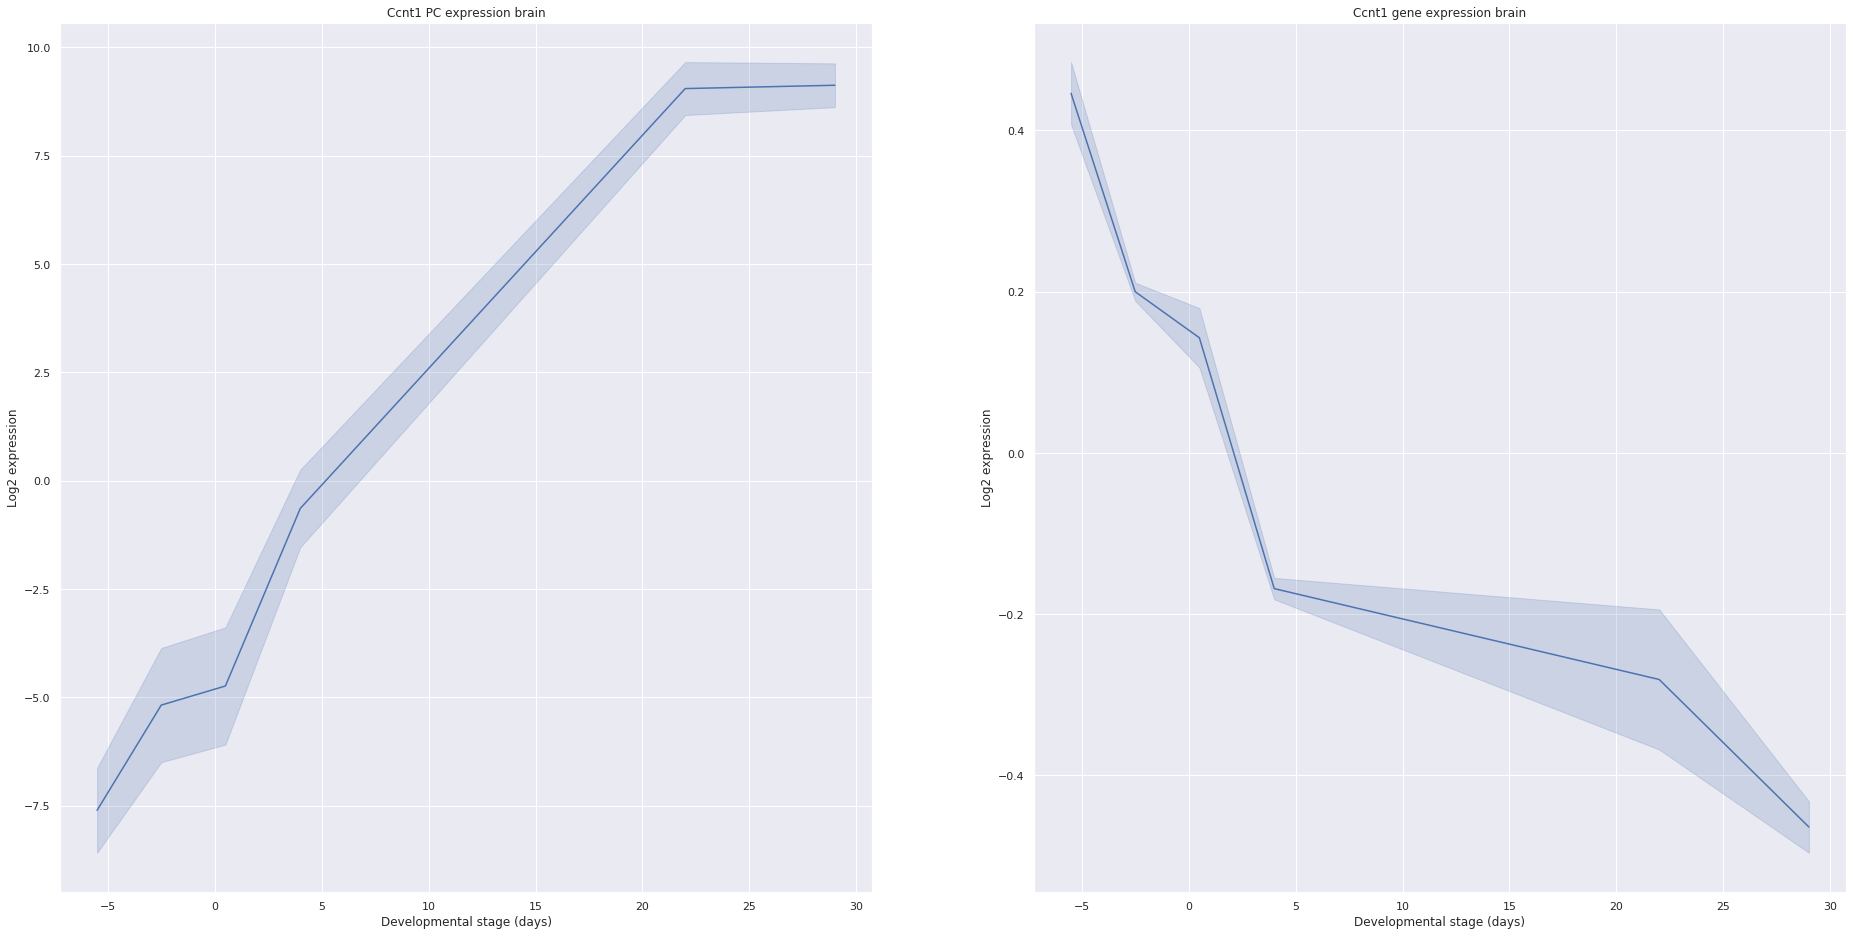 Ccnt1 PC expression brain
10.0
7.5
5.0
2.5
0.0
−2.5
−5.0
−7.5
Log2 expression
−5 0 5 10 15 20 25 30
Developmental stage (days)
Ccnt1 gene expression brain
0.4
0.2
0.0
−0.2
−0.4
Log2 expression
−5 0 5 10 15 20 25 30
Developmental stage (days)